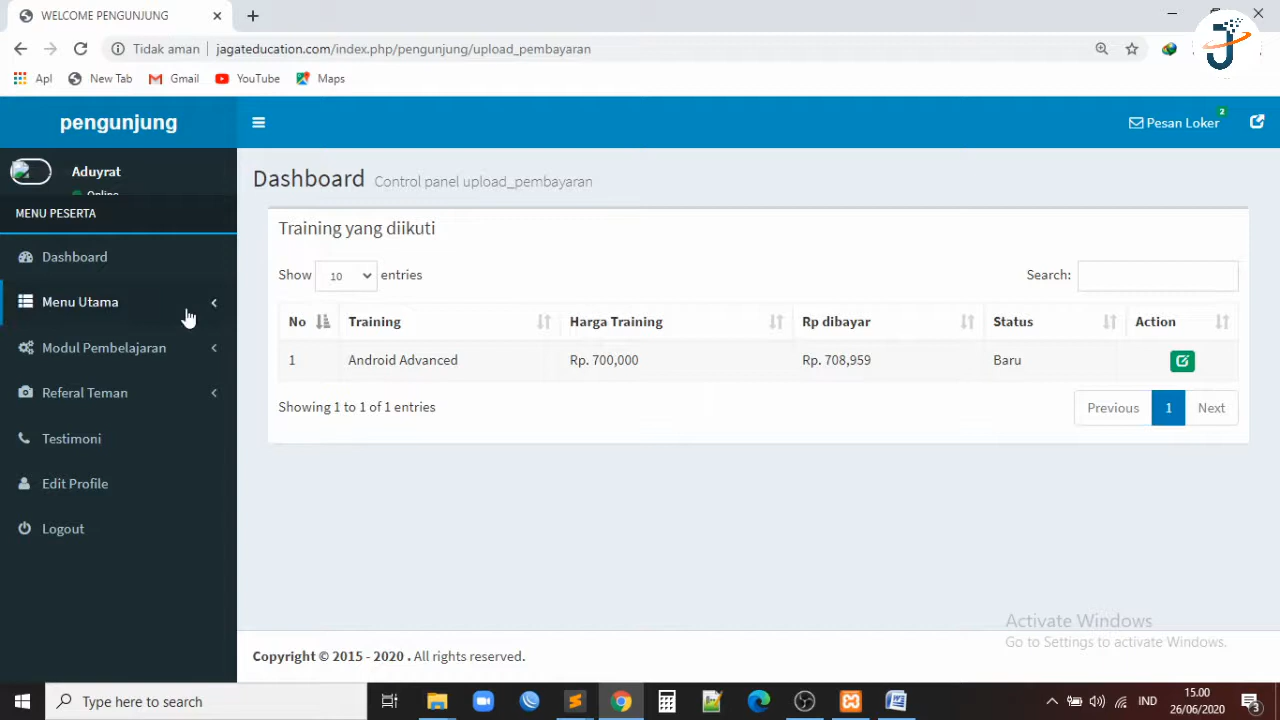 WELCOME PENGUNJUNG
Tidak aman | jagateducation.com/index.php/pengunjung/upload_pembayaran
Apl New Tab Gmail YouTube Maps
J
pengunjung
Pesan Loker 2
Aduyrat
Online
MENU PESERTA
Dashboard
Menu Utama
Modul Pembelajaran
Referal Teman
Testimoni
Edit Profile
Logout
Dashboard Control panel upload_pembayaran
Training yang diikuti
Show 10 entries Search:
No Training Harga Training Rp dibayar Status Action
1 Android Advanced Rp. 700,000 Rp. 708,959 Baru
Showing 1 to 1 of 1 entries
Previous 1 Next
Activate Windows
Go to Settings to activate Windows.
Copyright © 2015 - 2020 . All rights reserved.
Type here to search
IND
15.00
26/06/2020
3